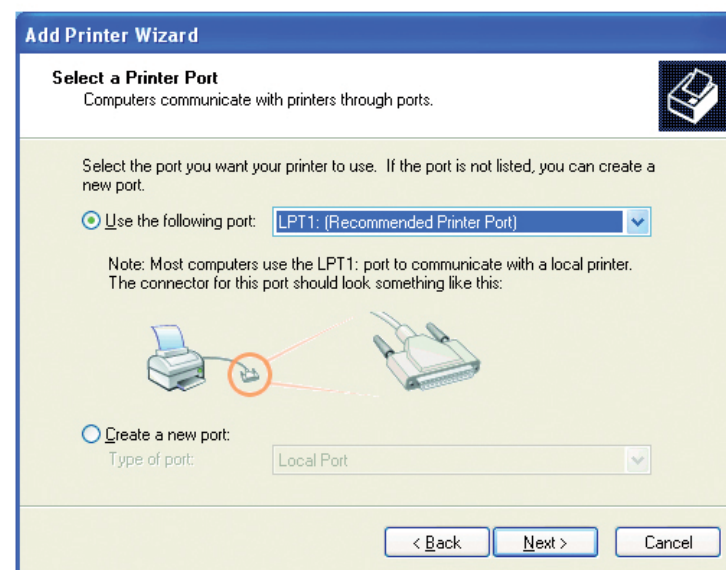 Add Printer Wizard
Select a Printer Port
Computers communicate with printers through ports.
Select the port you want your printer to use. If the port is not listed, you can create a
new port.
Use the following port: LPT1: (Recommended Printer Port)
Note: Most computers use the LPT1: port to communicate with a local printer.
The connector for this port should look something like this:
Create a new port:
Type of port: Local Port
< Back Next > Cancel